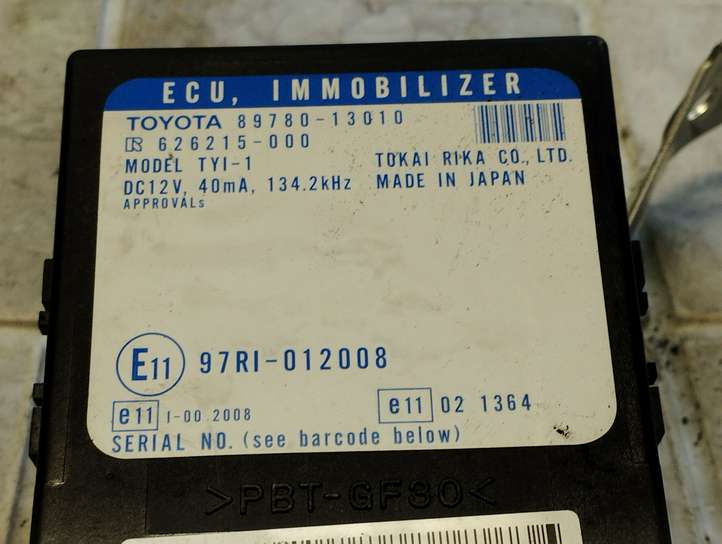 ECU, IMMOBILIZER
TOYOTA 89780-13010
R 626215-000
MODEL TYI-1 TOKAI RIKA CO., LTD.
DC12V, 40mA, 134.2kHz MADE IN JAPAN
APPROVALs
E11 97RI-012008
e11 1-00 2008 e11 02 1364
SERIAL NO. (see barcode below)
>PBT-GF30<